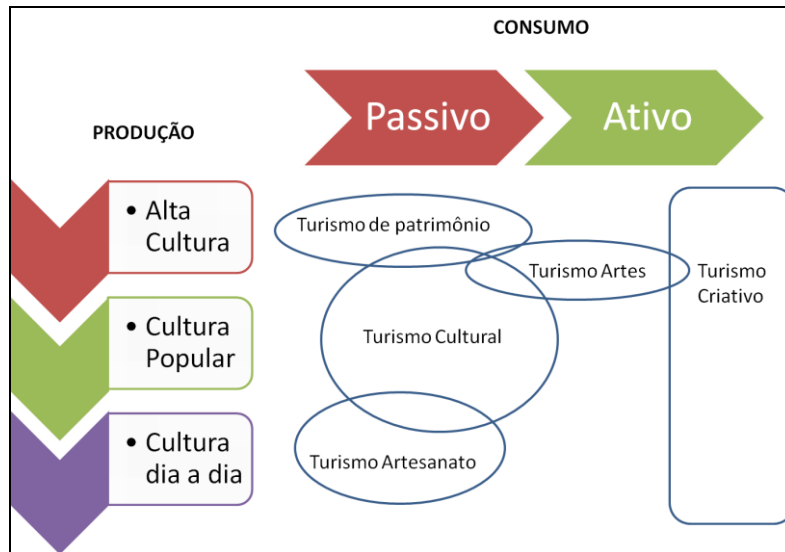 CONSUMO
Passivo
Ativo
PRODUÇÃO
• Alta
Cultura
• Cultura
Popular
• Cultura
dia a dia
Turismo de patrimônio
Turismo Artes
Turismo
Criativo
Turismo Cultural
Turismo Artesanato